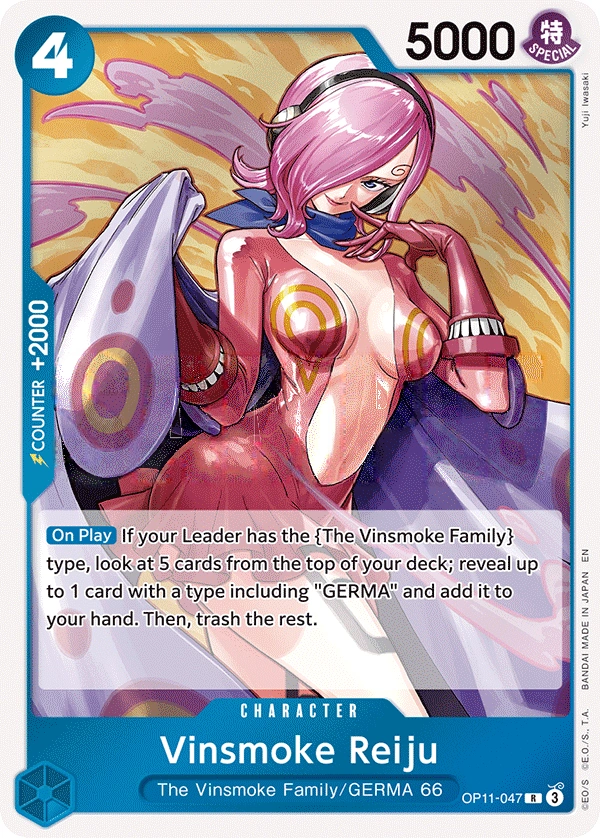 4
5000
特
SPECIAL
Yuji Iwasaki
COUNTER +2000
On Play If your Leader has the {The Vinsmoke Family}
type, look at 5 cards from the top of your deck; reveal up
to 1 card with a type including "GERMA" and add it to
your hand. Then, trash the rest.
CHARACTER
Vinsmoke Reiju
The Vinsmoke Family/GERMA 66
OP11-047 R 3
©EO/S ©E.O./S., T.A. BANDAI MADE IN JAPAN EN